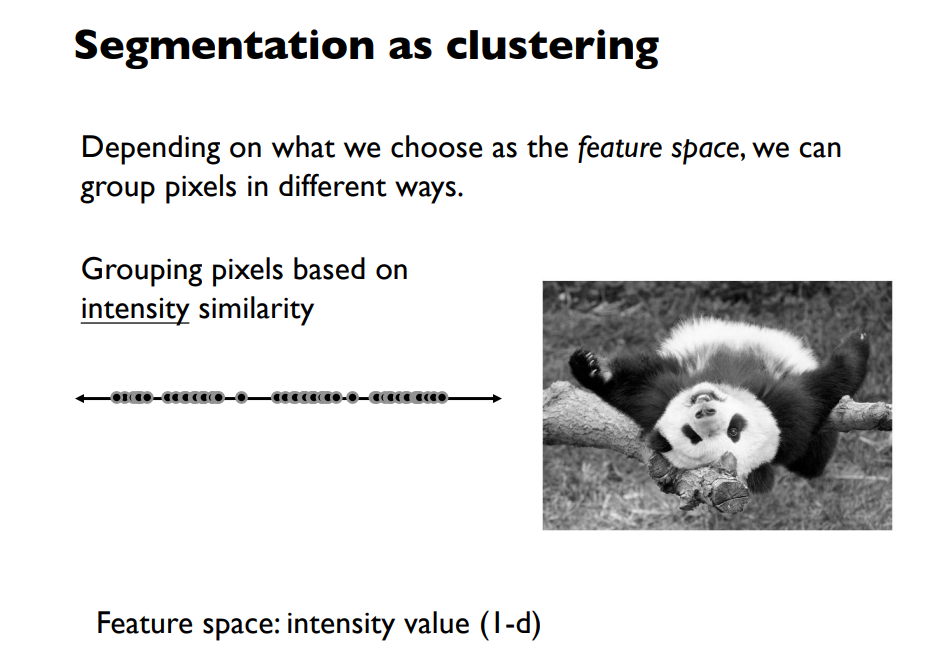 Segmentation as clustering
Depending on what we choose as the feature space, we can
group pixels in different ways.
Grouping pixels based on
intensity similarity
Feature space: intensity value (1-d)